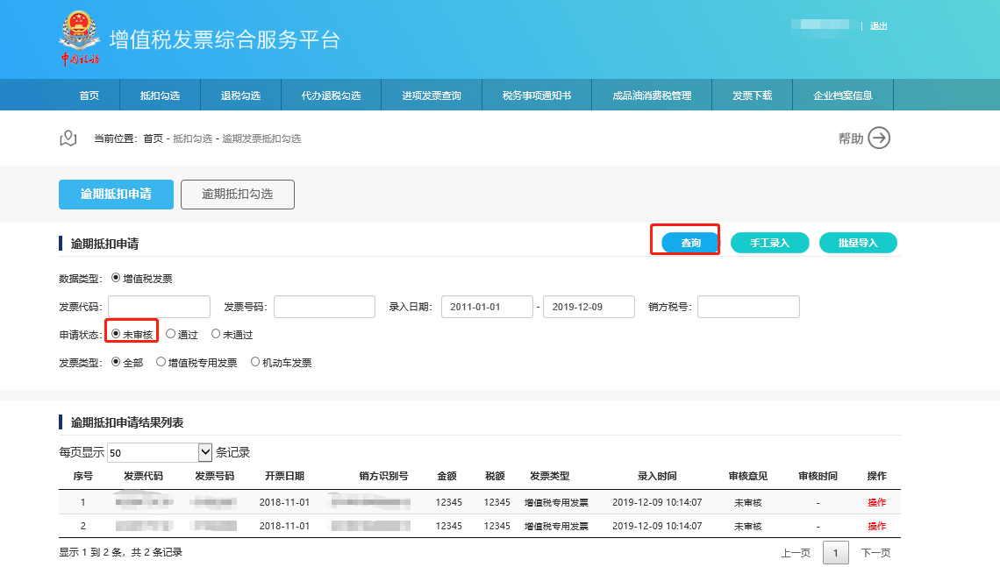 中国税务
增值税发票综合服务平台
| 退出
首页 抵扣勾选 退税勾选 代办退税勾选 进项发票查询 税务事项通知书 成品油消费税管理 发票下载 企业档案信息
当前位置: 首页 - 抵扣勾选 - 逾期发票抵扣勾选 帮助
逾期抵扣申请 逾期抵扣勾选
逾期抵扣申请 查询 手工录入 批量导入
数据类型: 增值税发票
发票代码: 发票号码: 录入日期: 2011-01-01 - 2019-12-09 销方税号:
申请状态: 未审核 通过 未通过
发票类型: 全部 增值税专用发票 机动车发票
逾期抵扣申请结果列表
每页显示 50 条记录
序号 发票代码 发票号码 开票日期 销方识别号 金额 税额 发票类型 录入时间 审核意见 审核时间 操作
1 2018-11-01 12345 12345 增值税专用发票 2019-12-09 10:14:07 未审核 - 操作
2 2018-11-01 12345 12345 增值税专用发票 2019-12-09 10:14:07 未审核 - 操作
显示 1 到 2 条，共 2 条记录 上一页 1 下一页